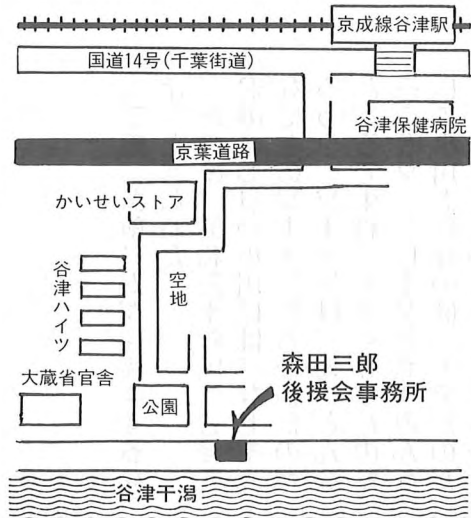 京成線谷津駅
国道14号(千葉街道)
谷津保健病院
京葉道路
かいせいストア
谷津ハイツ
空地
大蔵省官舎
公園
森田三郎
後援会事務所
谷津干潟